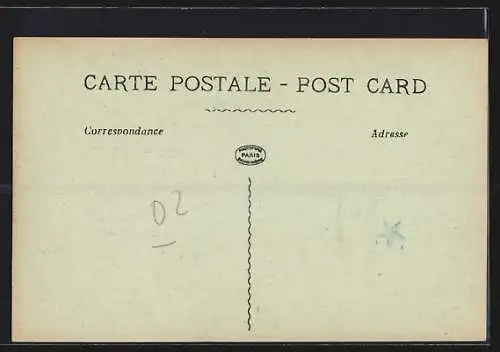 CARTE POSTALE - POST CARD
Correspondance
Adresse
PARIS
02